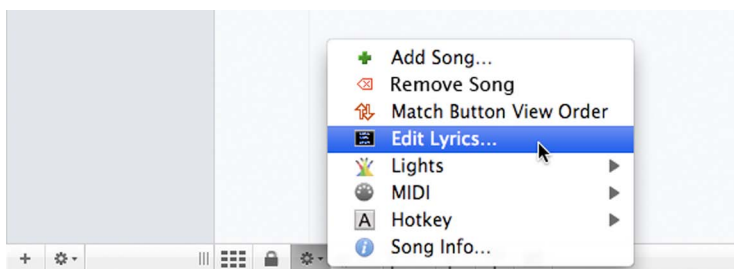 Add Song...
Remove Song
Match Button View Order
Edit Lyrics...
Lights
MIDI
A Hotkey
Song Info...